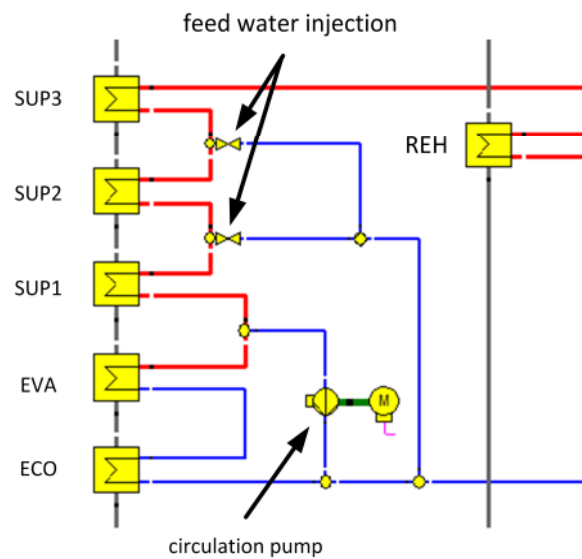 feed water injection
SUP3
REH
SUP2
SUP1
EVA
M
ECO
circulation pump